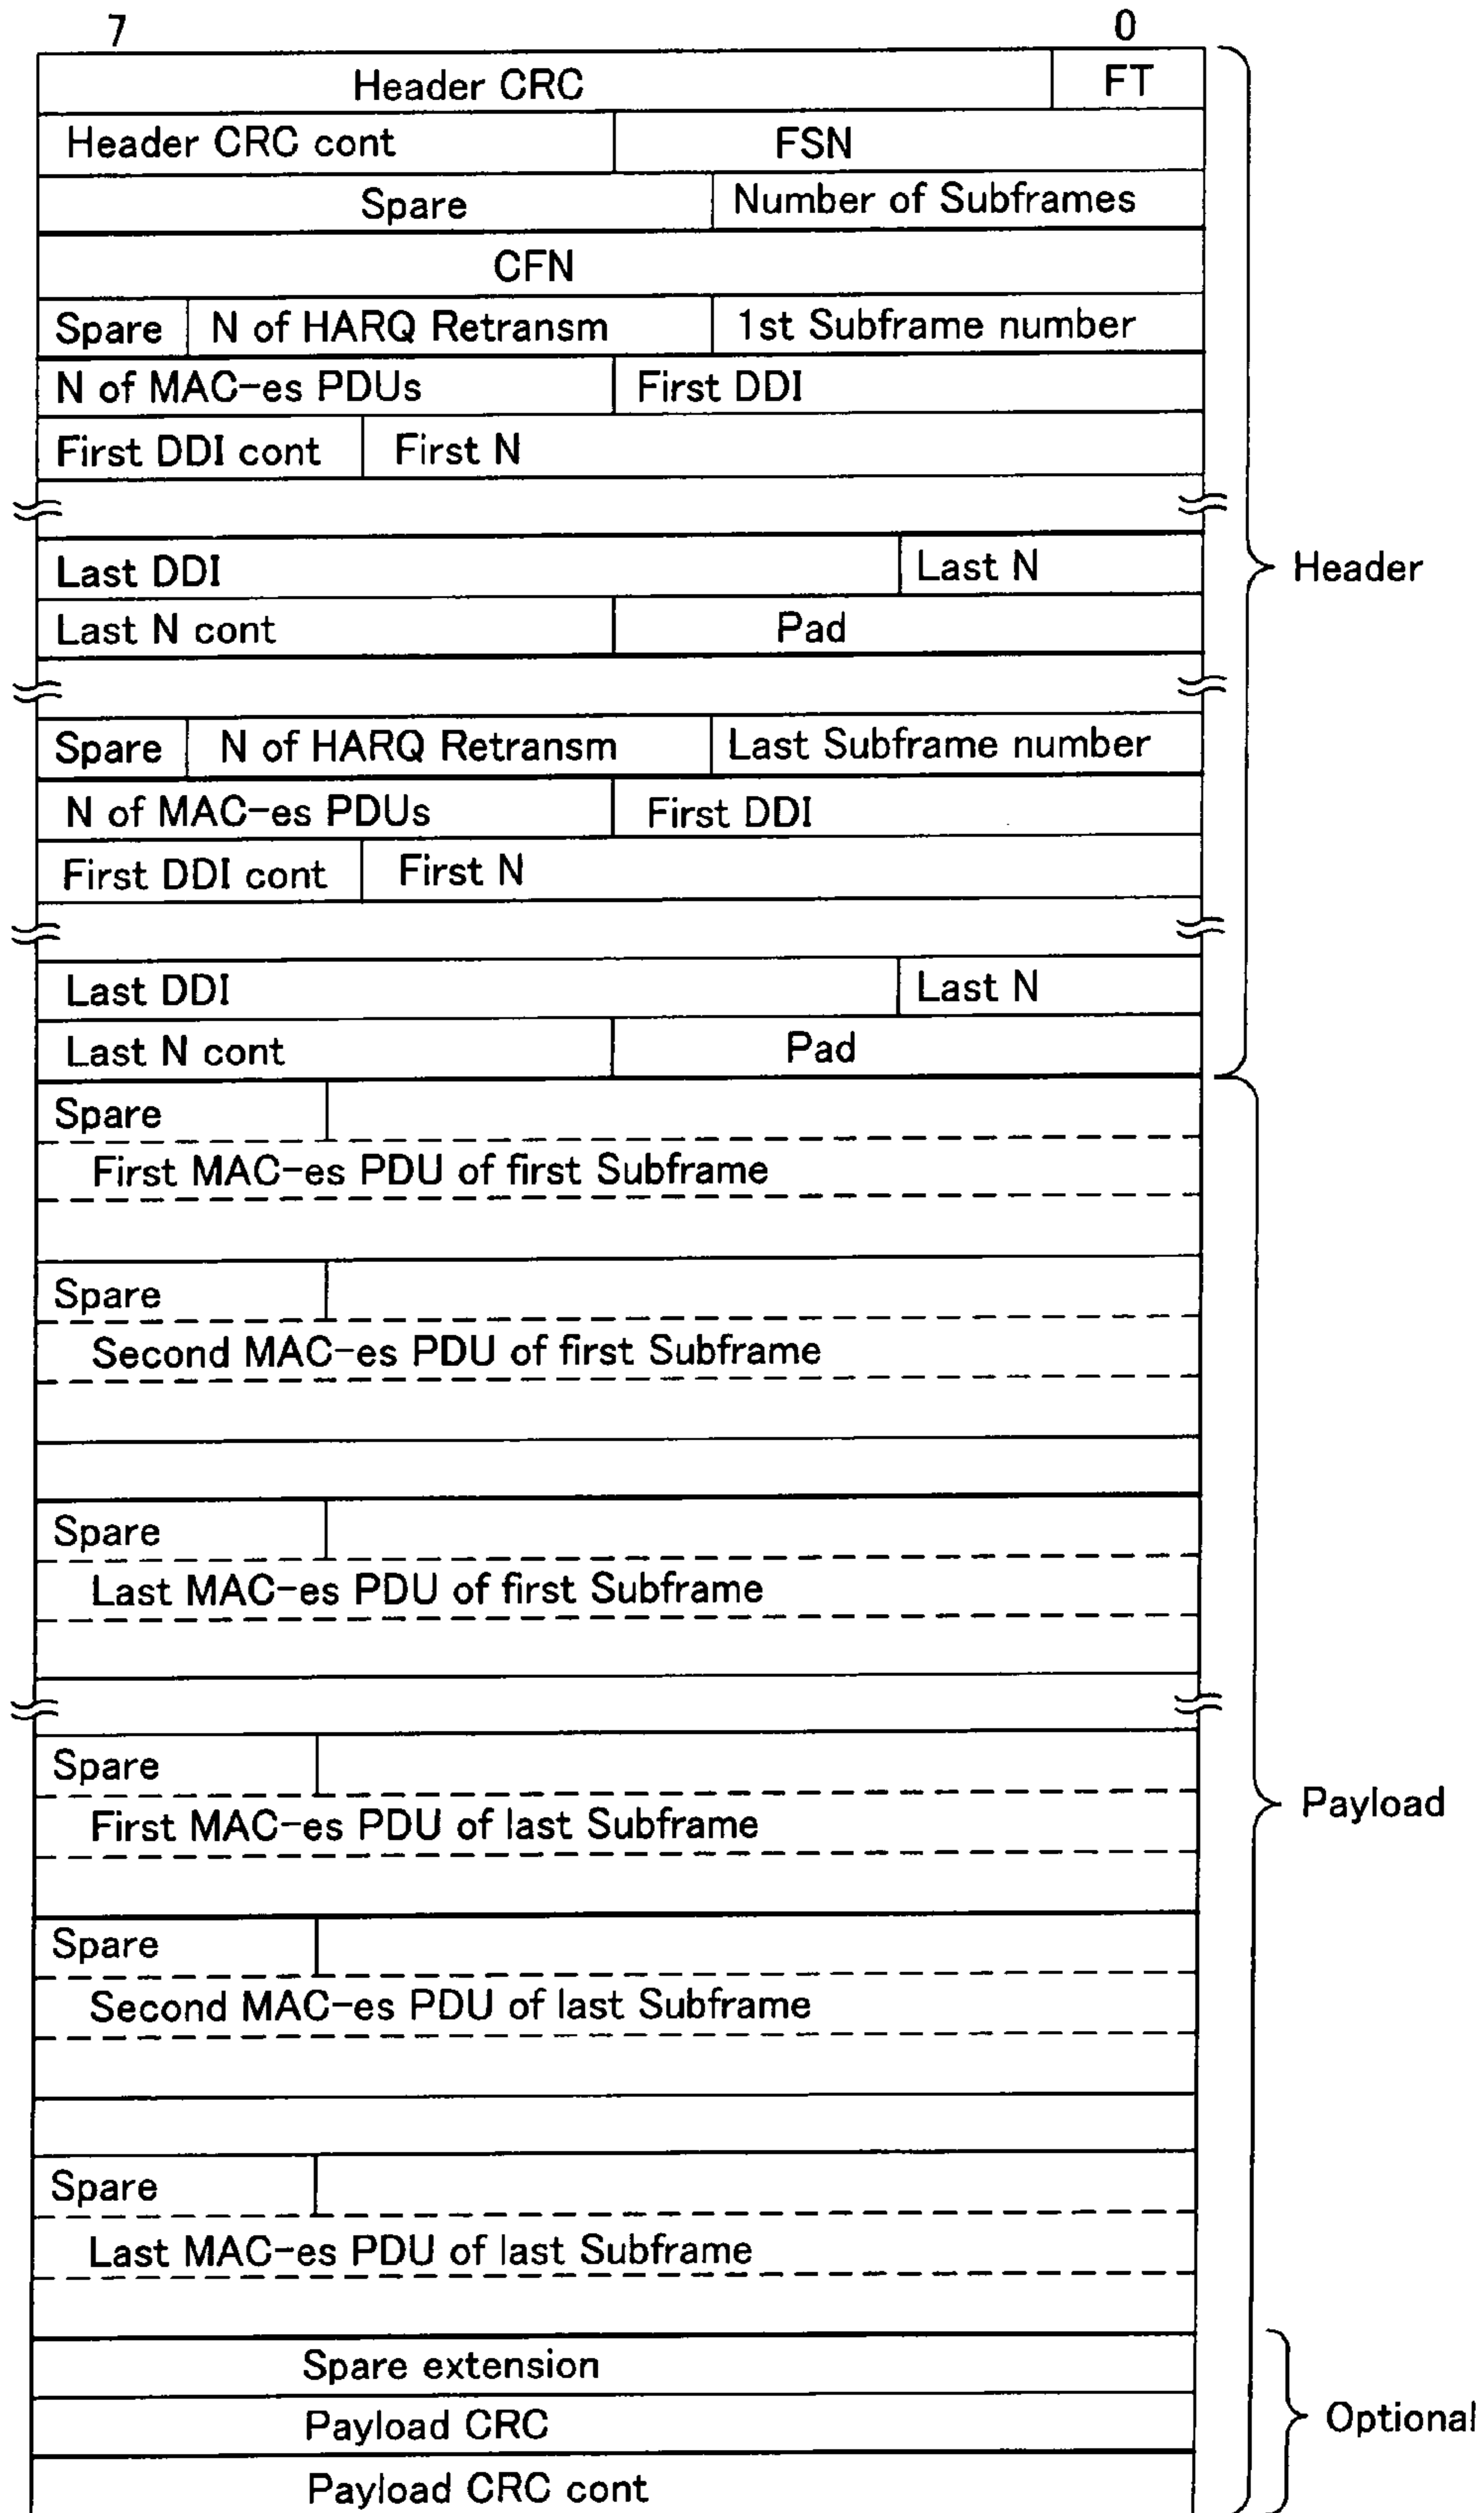 7 0
Header CRC FT
Header CRC cont FSN
Spare Number of Subframes
CFN
Spare N of HARQ Retransm 1st Subframe number
N of MAC-es PDUs First DDI
First DDI cont First N
Last DDI Last N
Header
Last N cont Pad
Spare N of HARQ Retransm Last Subframe number
N of MAC-es PDUs First DDI
First DDI cont First N
Last DDI Last N
Last N cont Pad
Spare
First MAC-es PDU of first Subframe
Spare
Second MAC-es PDU of first Subframe
Spare
Last MAC-es PDU of first Subframe
Spare
Payload
First MAC-es PDU of last Subframe
Spare
Second MAC-es PDU of last Subframe
Spare
Last MAC-es PDU of last Subframe
Spare extension
Payload CRC
Optional
Payload CRC cont